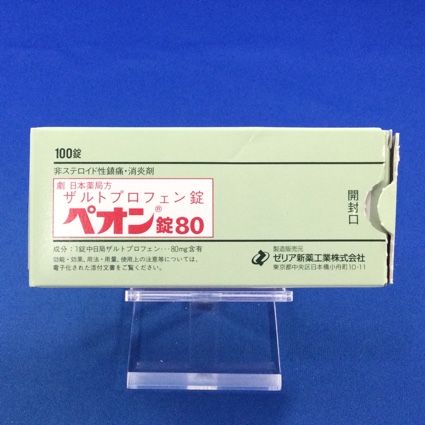 100錠
非ステロイド性鎮痛・消炎剤
劇 日本薬局方
ザルトプロフェン錠
ペオン®錠80
成分:1錠中日局ザルトプロフェン…80mg含有
効能・効果、用法・用量、使用上の注意等については、
電子化された添付文書をご覧ください。
開封口
製造販売元
ゼリア新薬工業株式会社
東京都中央区日本橋小舟町10-11